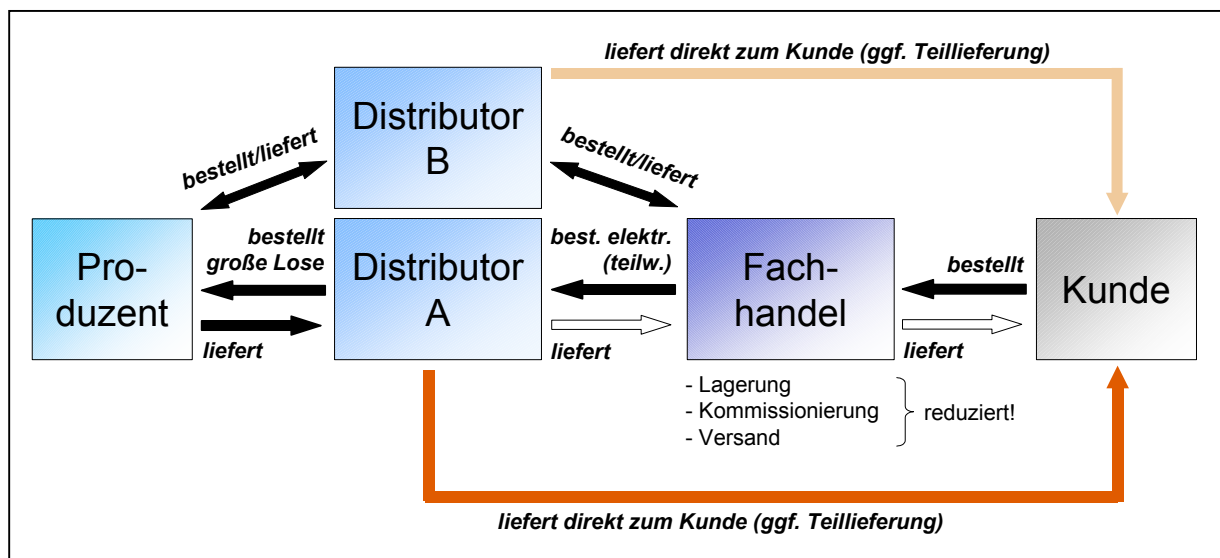 liefert direkt zum Kunde (ggf. Teillieferung)
Distributor
B
bestellt/liefert
bestellt/liefert
Pro-
duzent
bestellt
große Lose
liefert
Distributor
A
best. elektr.
(teilw.)
liefert
Fach-
handel
bestellt
liefert
Kunde
- Lagerung
- Kommissionierung
- Versand
reduziert!
liefert direkt zum Kunde (ggf. Teillieferung)